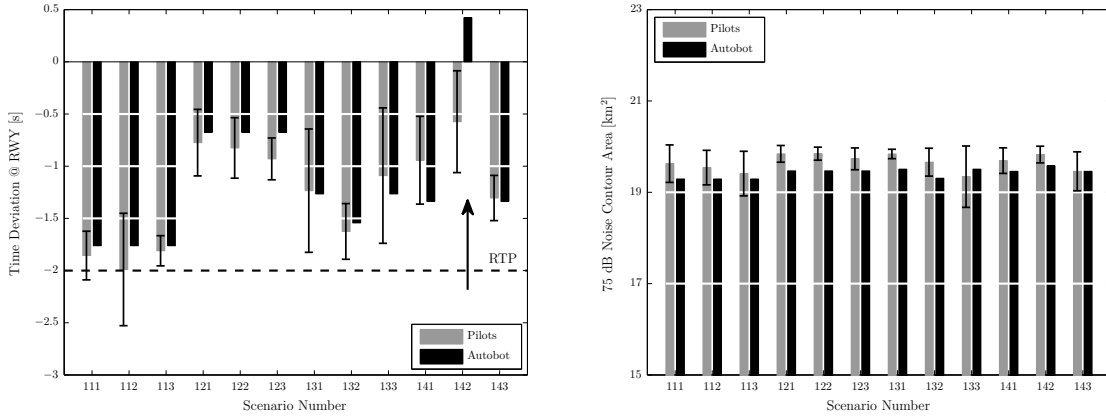 0.5
0
−0.5
−1
−1.5
−2
−2.5
−3
Time Deviation @ RWY [s]
RTP
Pilots
Autobot
111 112 113 121 122 123 131 132 133 141 142 143
Scenario Number
23
21
19
17
15
75 dB Noise Contour Area [km²]
Pilots
Autobot
111 112 113 121 122 123 131 132 133 141 142 143
Scenario Number